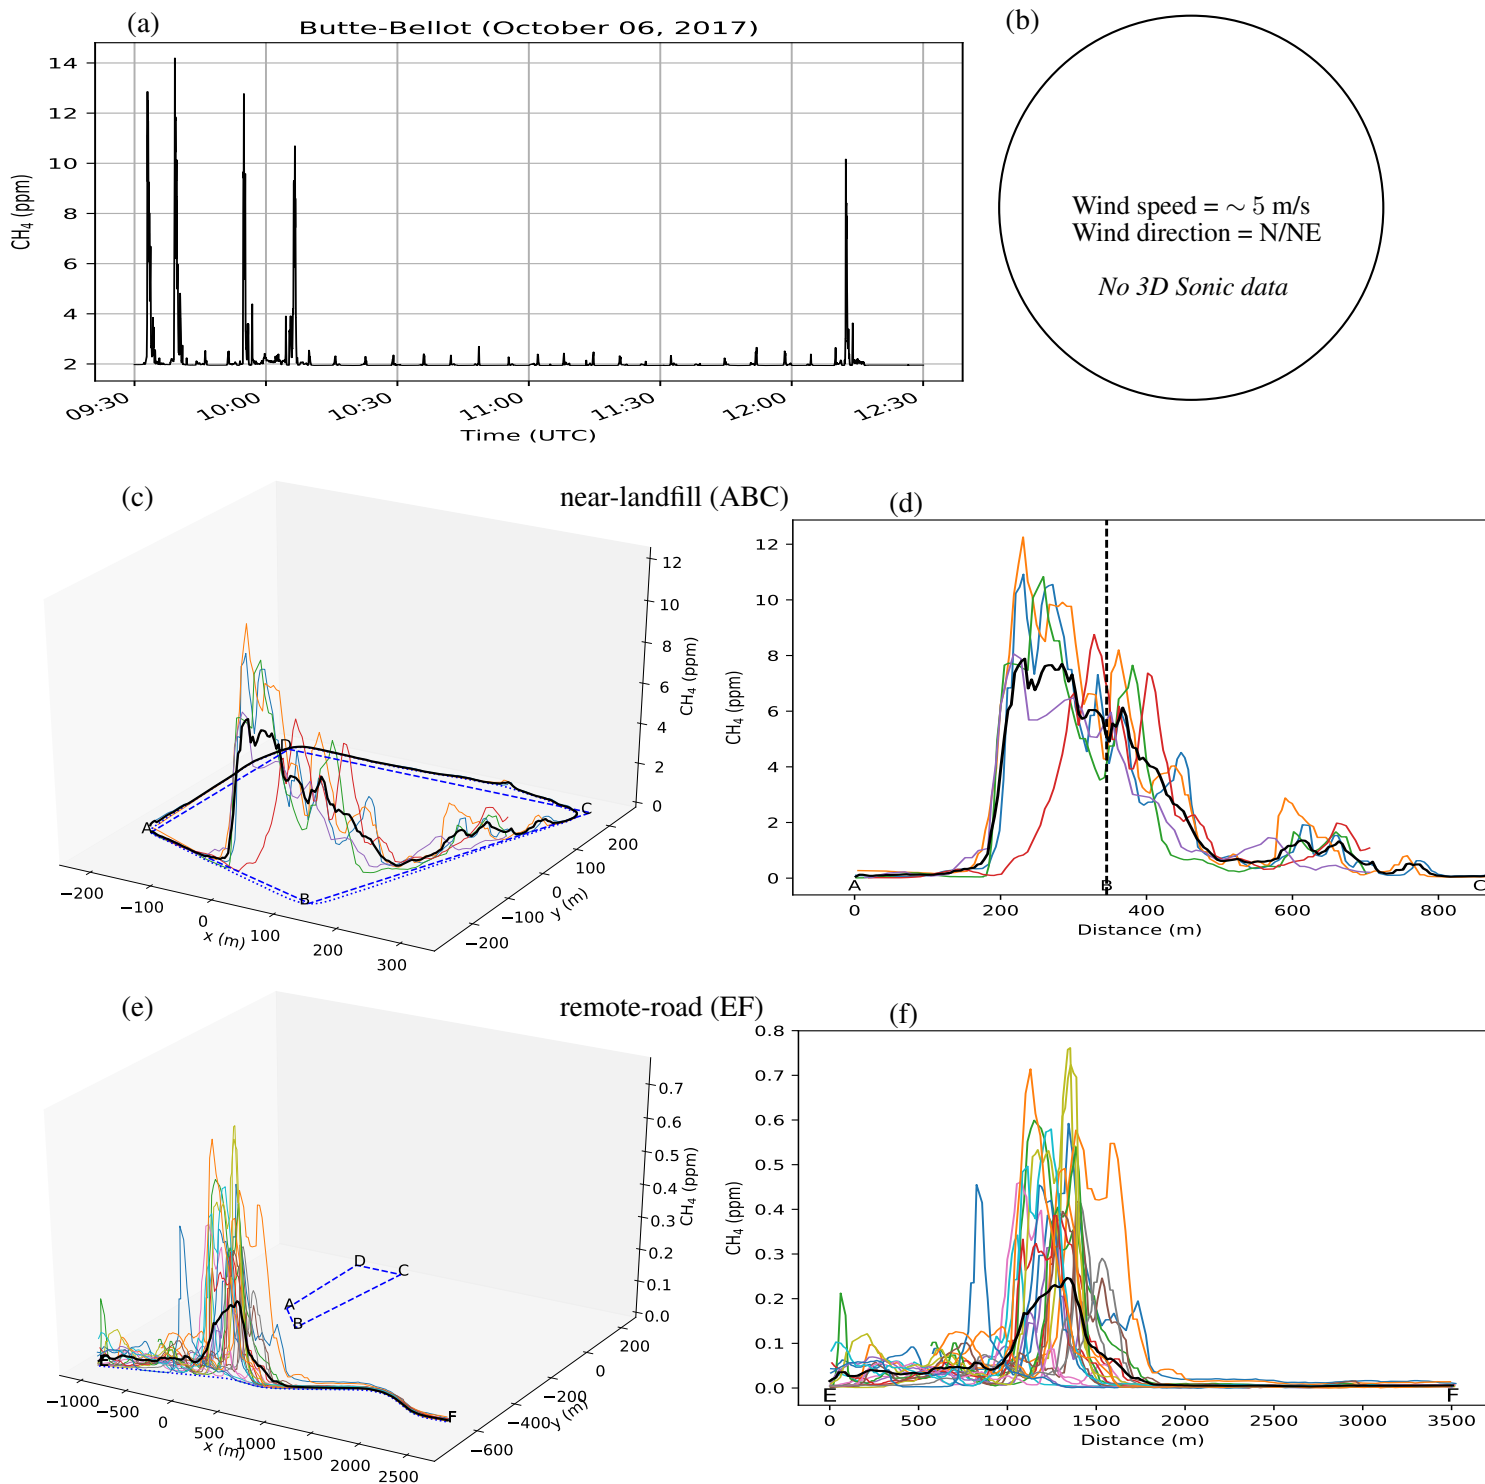 (a)
Butte-Bellot (October 06, 2017)
14
12
10
8
6
4
2
CH₄ (ppm)
09:30
10:00
10:30
11:00
11:30
12:00
12:30
Time (UTC)
(b)
Wind speed = ∼ 5 m/s
Wind direction = N/NE
No 3D Sonic data
(c)
near-landfill (ABC)
12
10
8
6
4
2
0
CH₄ (ppm)
A
B
C
D
−200
−100
0
100
200
300
x (m)
−200
−100
0
100
200
y (m)
(d)
12
10
8
6
4
2
0
CH₄ (ppm)
A
B
C
0
200
400
600
800
Distance (m)
(e)
remote-road (EF)
0.7
0.6
0.5
0.4
0.3
0.2
0.1
0.0
CH₄ (ppm)
D
C
A
B
E
F
−1000
−500
0
500
1000
1500
2000
2500
x (m)
−600
−400
−200
0
200
y (m)
(f)
0.8
0.7
0.6
0.5
0.4
0.3
0.2
0.1
0.0
CH₄ (ppm)
E
F
0
500
1000
1500
2000
2500
3000
3500
Distance (m)